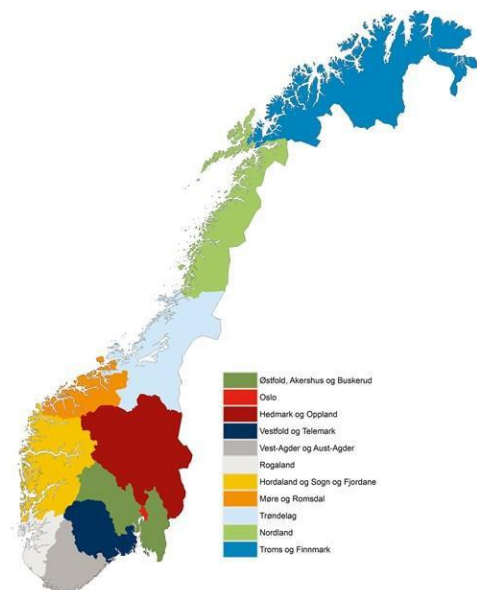 Østfold, Akershus og Buskerud
Oslo
Hedmark og Oppland
Vestfold og Telemark
Vest-Agder og Aust-Agder
Rogaland
Hordaland og Sogn og Fjordane
Møre og Romsdal
Trøndelag
Nordland
Troms og Finnmark